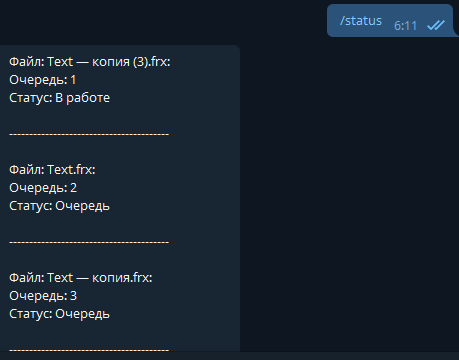 /status
6:11
Файл: Text — копия (3).frx:
Очередь: 1
Статус: В работе
----------------------------------------
Файл: Text.frx:
Очередь: 2
Статус: Очередь
----------------------------------------
Файл: Text — копия.frx:
Очередь: 3
Статус: Очередь
----------------------------------------